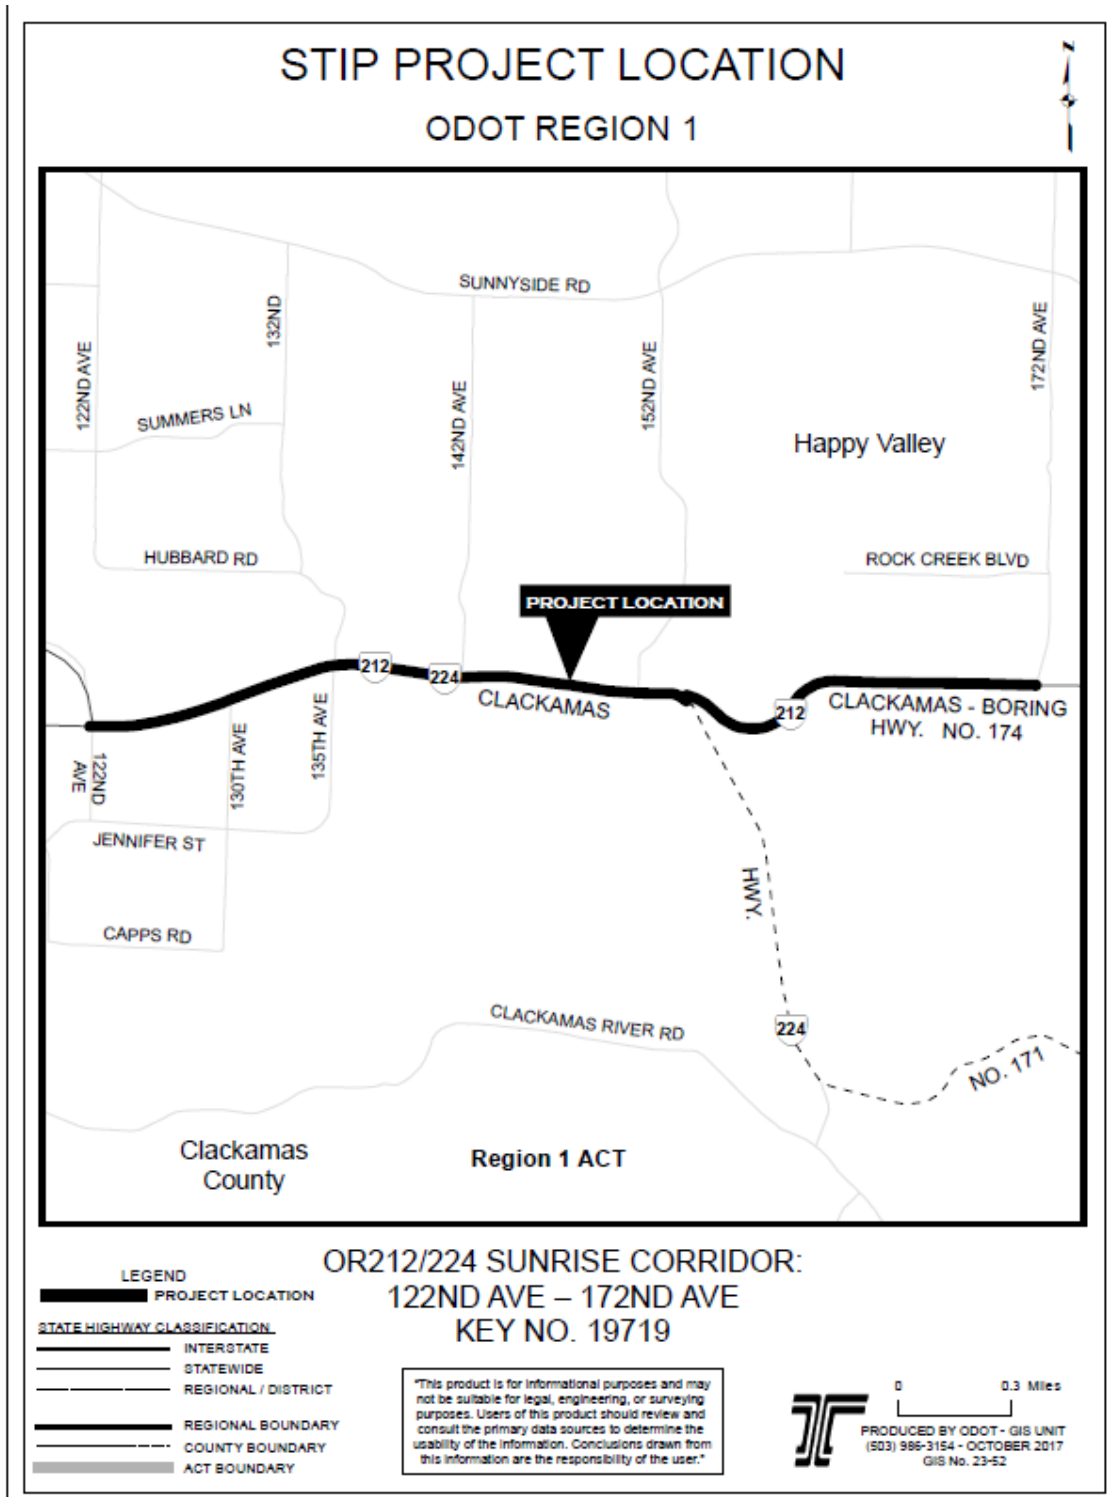 STIP PROJECT LOCATION
ODOT REGION 1
N
SUNNYSIDE RD
132ND
122ND AVE
172ND AVE
152ND AVE
142ND AVE
SUMMERS LN
Happy Valley
HUBBARD RD
ROCK CREEK BLVD
PROJECT LOCATION
212
224
CLACKAMAS
212
CLACKAMAS - BORING
HWY. NO. 174
135TH AVE
130TH AVE
122ND
AVE
JENNIFER ST
HWY.
CAPPS RD
CLACKAMAS RIVER RD
224
NO. 171
Clackamas
County
Region 1 ACT
OR212/224 SUNRISE CORRIDOR:
122ND AVE – 172ND AVE
KEY NO. 19719
LEGEND
PROJECT LOCATION
STATE HIGHWAY CLASSIFICATION
INTERSTATE
STATEWIDE
REGIONAL / DISTRICT
REGIONAL BOUNDARY
COUNTY BOUNDARY
ACT BOUNDARY
"This product is for informational purposes and may
not be suitable for legal, engineering, or surveying
purposes. Users of this product should review and
consult the primary data sources to determine the
usability of the information. Conclusions drawn from
this information are the responsibility of the user."
0 0.3 Miles
PRODUCED BY ODOT - GIS UNIT
(503) 986-3154 - OCTOBER 2017
GIS No. 23-52